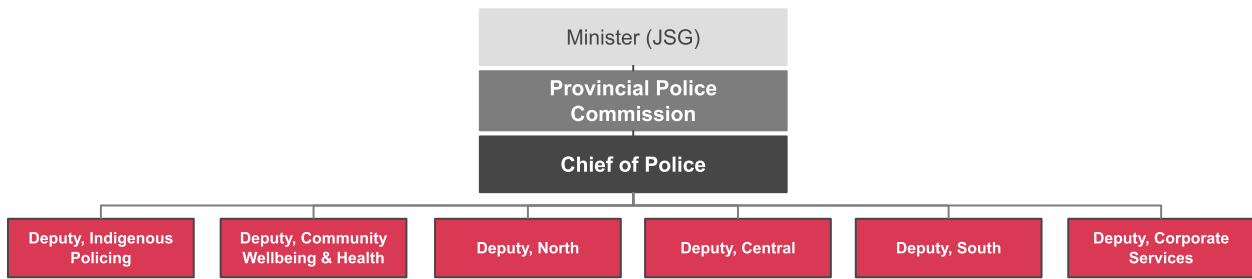 Minister (JSG)
Provincial Police
Commission
Chief of Police
Deputy, Indigenous
Policing
Deputy, Community
Wellbeing & Health
Deputy, North
Deputy, Central
Deputy, South
Deputy, Corporate
Services